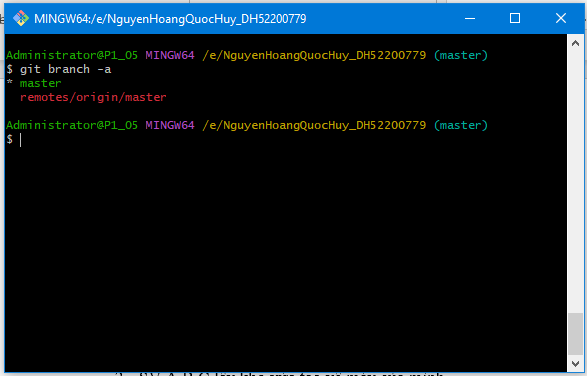 MINGW64:/e/NguyenHoangQuocHuy_DH52200779
Administrator@P1_05 MINGW64 /e/NguyenHoangQuocHuy_DH52200779 (master)
$ git branch -a
* master
remotes/origin/master
Administrator@P1_05 MINGW64 /e/NguyenHoangQuocHuy_DH52200779 (master)
$